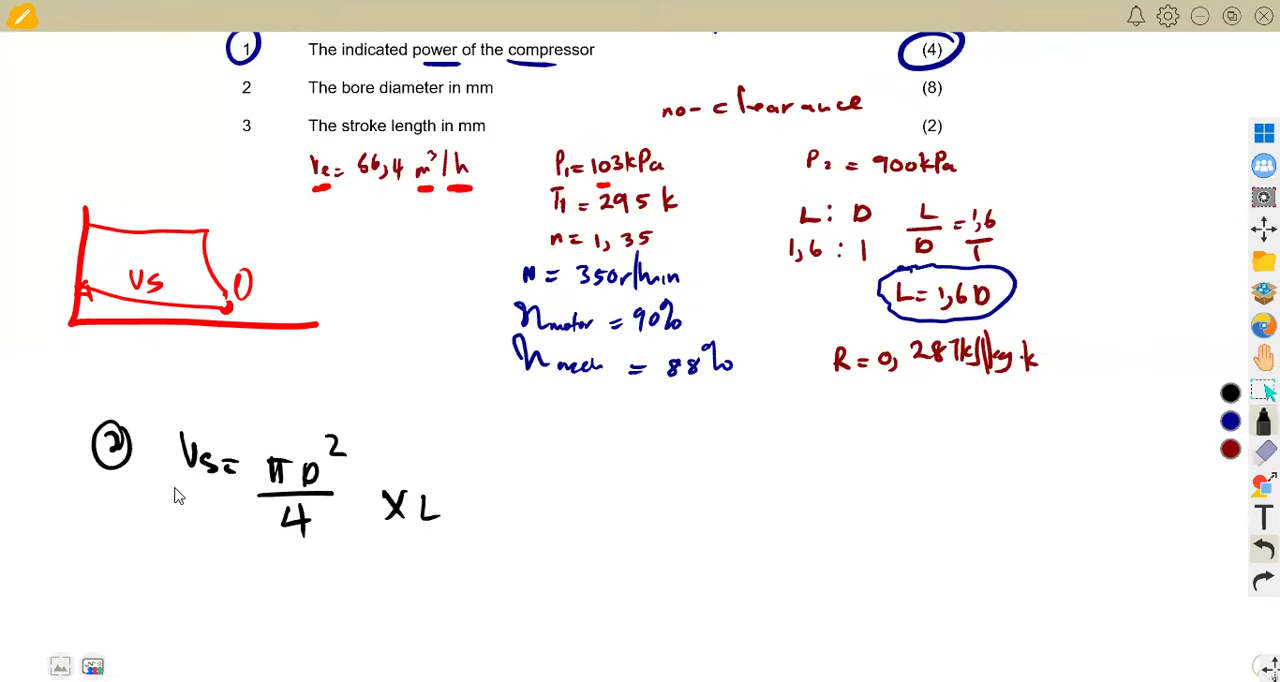 1 The indicated power of the compressor (4)
2 The bore diameter in mm (8)
no-clearance
3 The stroke length in mm (2)
Ve= 66,4 m³/h P1=103kPa P2 = 900kPa
T1 = 295 k L : D L/D = 1,6/1
n= 1,35 1,6 : 1
VS N = 350r/min L= 1,6D
ηmotor = 90%
ηmech = 88% R= 0,287kJ/kg.k
2 Vs= πD²/4 X L
T